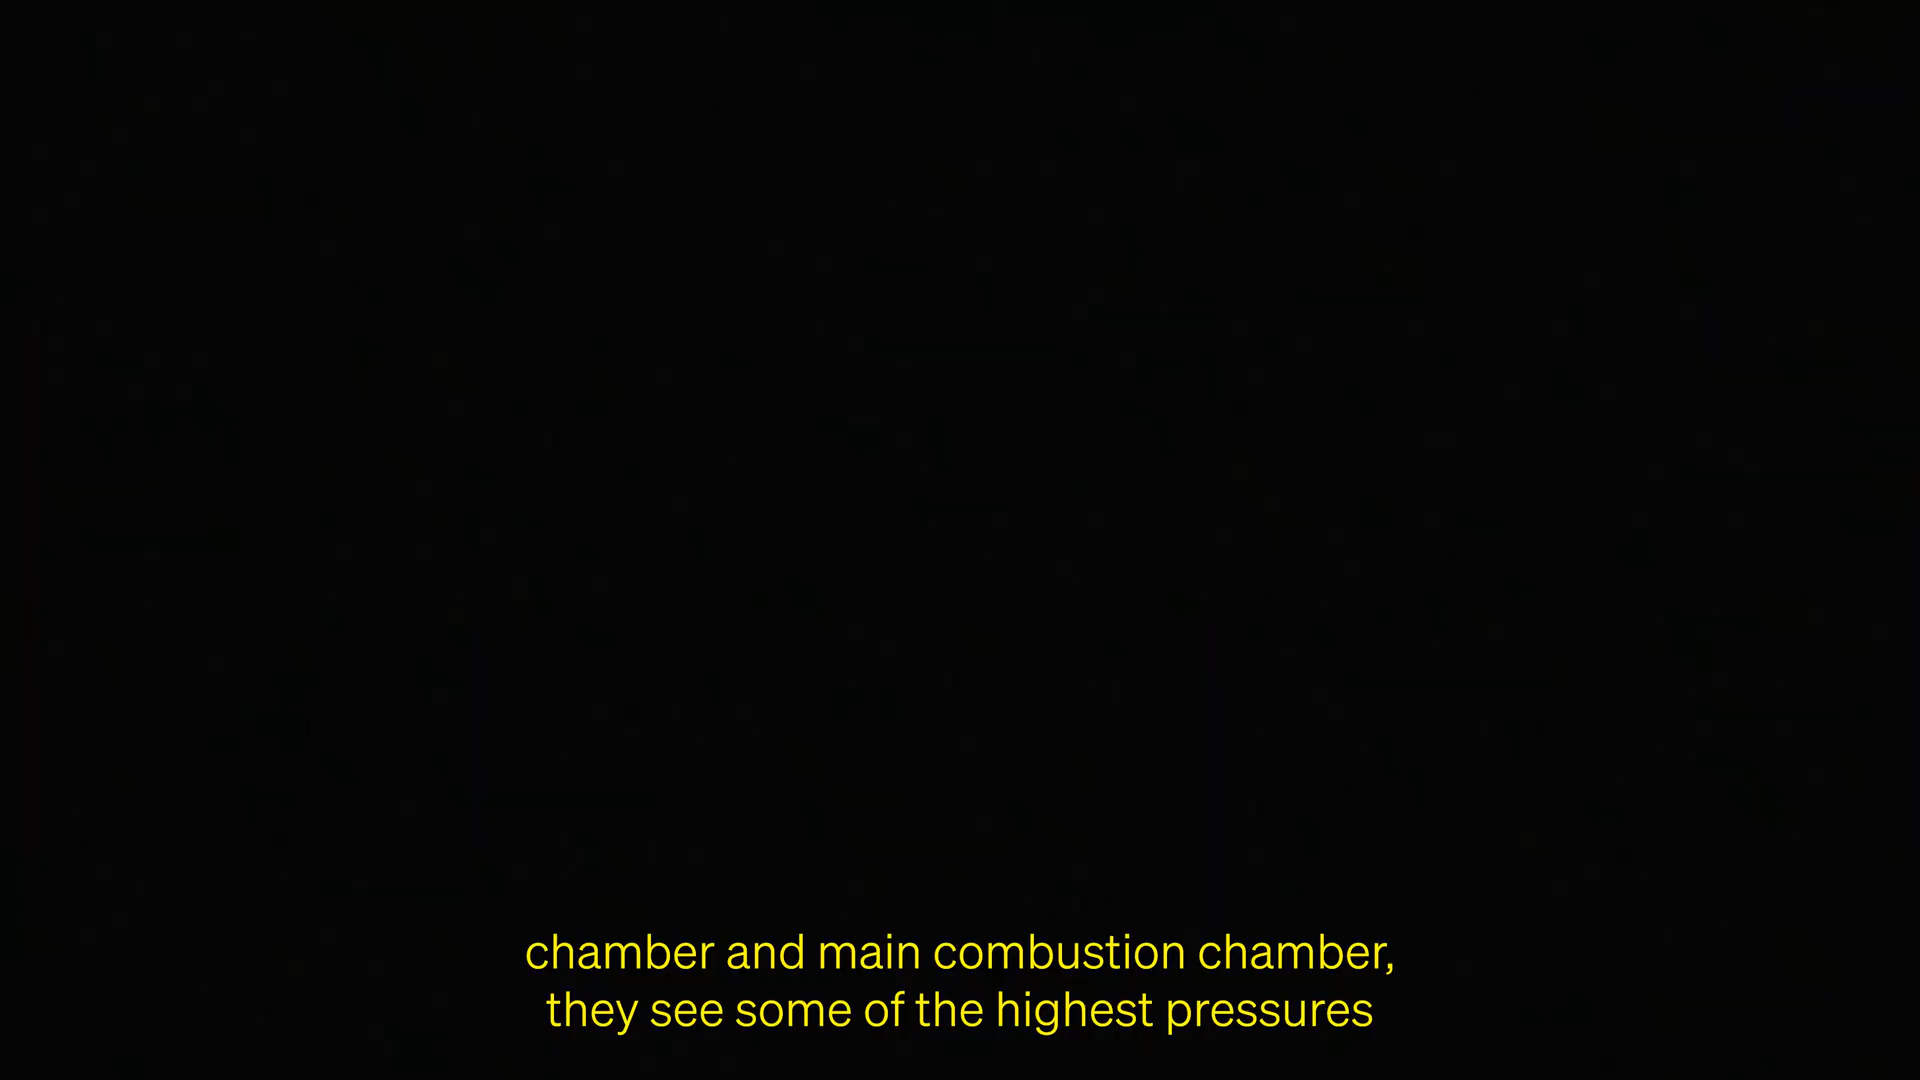 chamber and main combustion chamber,
they see some of the highest pressures